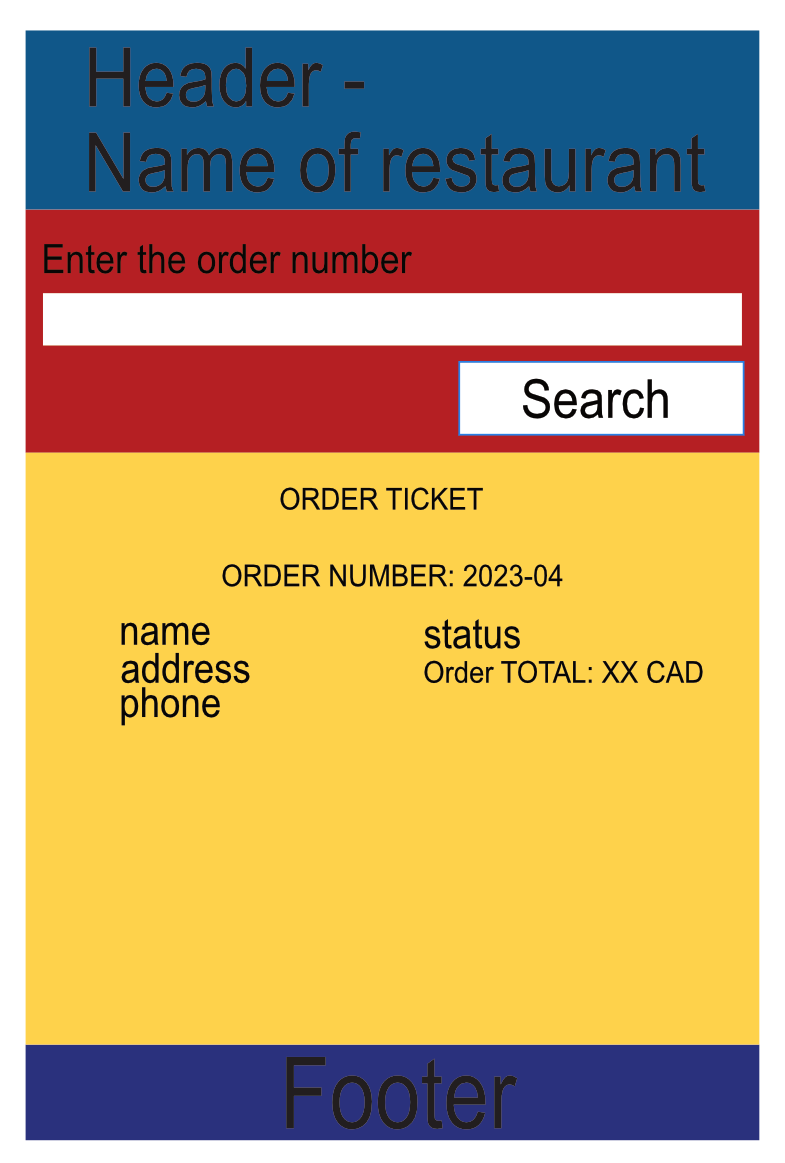 Header -
Name of restaurant
Enter the order number
Search
ORDER TICKET
ORDER NUMBER: 2023-04
name
address
phone
status
Order TOTAL: XX CAD
Footer